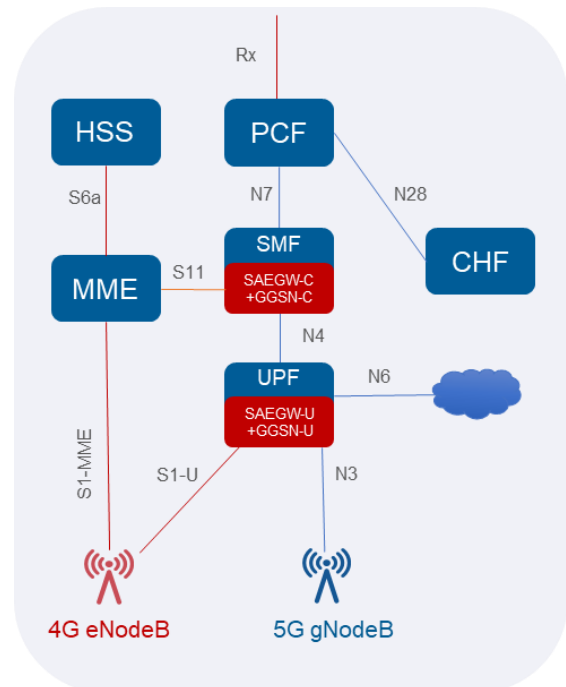 Rx
HSS
PCF
S6a
N7
N28
SMF
CHF
MME
S11
SAEGW-C
+GGSN-C
N4
UPF
N6
SAEGW-U
+GGSN-U
S1-MME
S1-U
N3
4G eNodeB
5G gNodeB